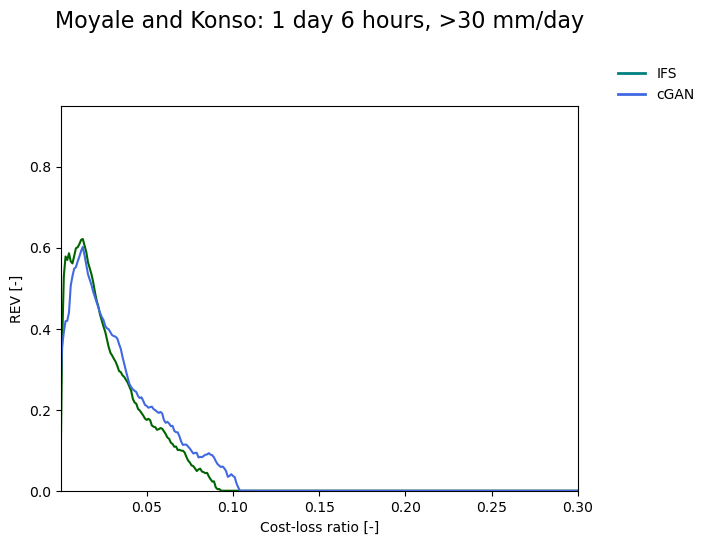 Moyale and Konso: 1 day 6 hours, >30 mm/day
IFS
cGAN
0.8
0.6
0.4
0.2
0.0
REV [-]
0.05
0.10
0.15
0.20
0.25
0.30
Cost-loss ratio [-]